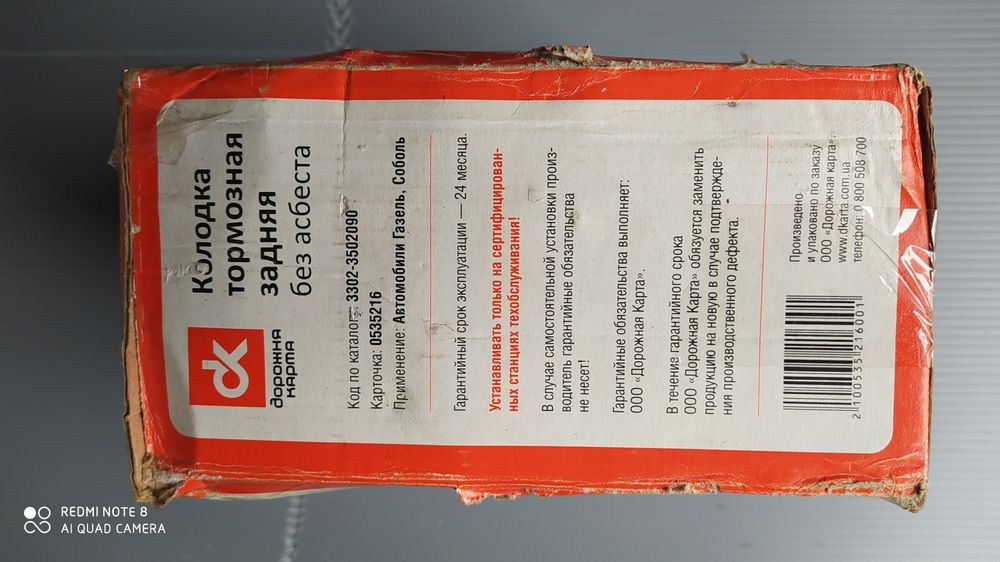 дк
дорожня
карта
Колодка
тормозная
задняя
без асбеста
Код по каталогу: 3302-3502090
Карточка: 0535216
Применение: Автомобили Газель, Соболь
Гарантийный срок эксплуатации — 24 месяца.
Устанавливать только на сертифицирован-
ных станциях техобслуживания!
В случае самостоятельной установки произ-
водитель гарантийные обязательства
не несет!
Гарантийные обязательства выполняет:
ООО «Дорожная Карта».
В течение гарантийного срока
ООО «Дорожная Карта» обязуется заменить
продукцию на новую в случае подтвержде-
ния производственного дефекта.
Произведено
и упаковано по заказу
ООО «Дорожная карта».
www.dkarta.com.ua
телефон: 0 800 508 700
2 100535 216001
REDMI NOTE 8
AI QUAD CAMERA